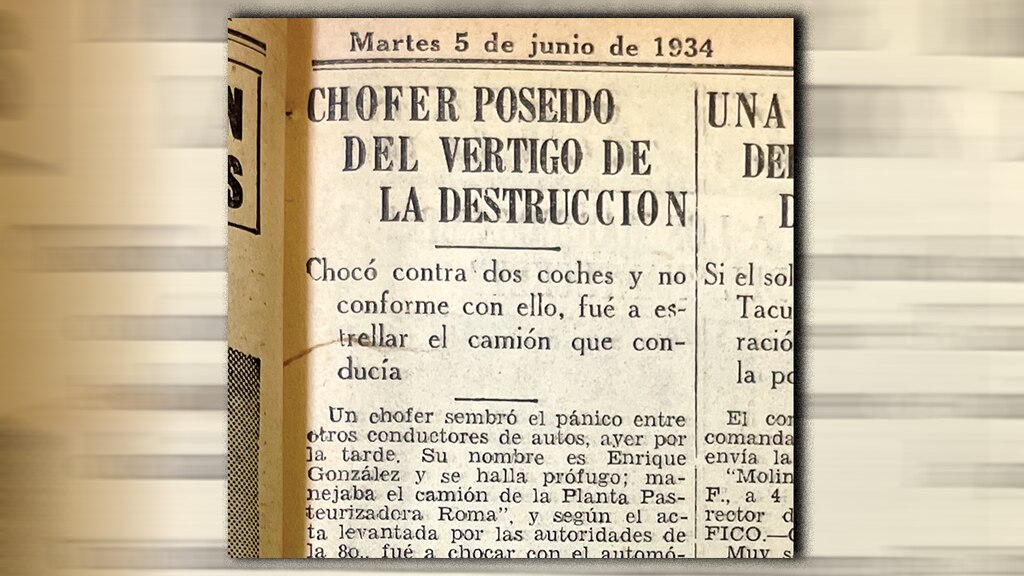 N
S
Martes 5 de junio de 1934
CHOFER POSEIDO
DEL VERTIGO DE
LA DESTRUCCION
Chocó contra dos coches y no
conforme con ello, fué a es-
trellar el camión que con-
ducía
Un chofer sembró el pánico entre
otros conductores de autos, ayer por
la tarde. Su nombre es Enrique
González y se halla prófugo; ma-
nejaba el camión de la Planta Pas-
teurizadora Roma", y según el ac-
ta levantada por las autoridades de
la 8o., fué a chocar con el automó-
UNA
DEL
D
Si el sol
Tacu
ració
la po
El con
comanda
envía la
"Molin
F., a 4
rector d
FICO.—C
Muy s